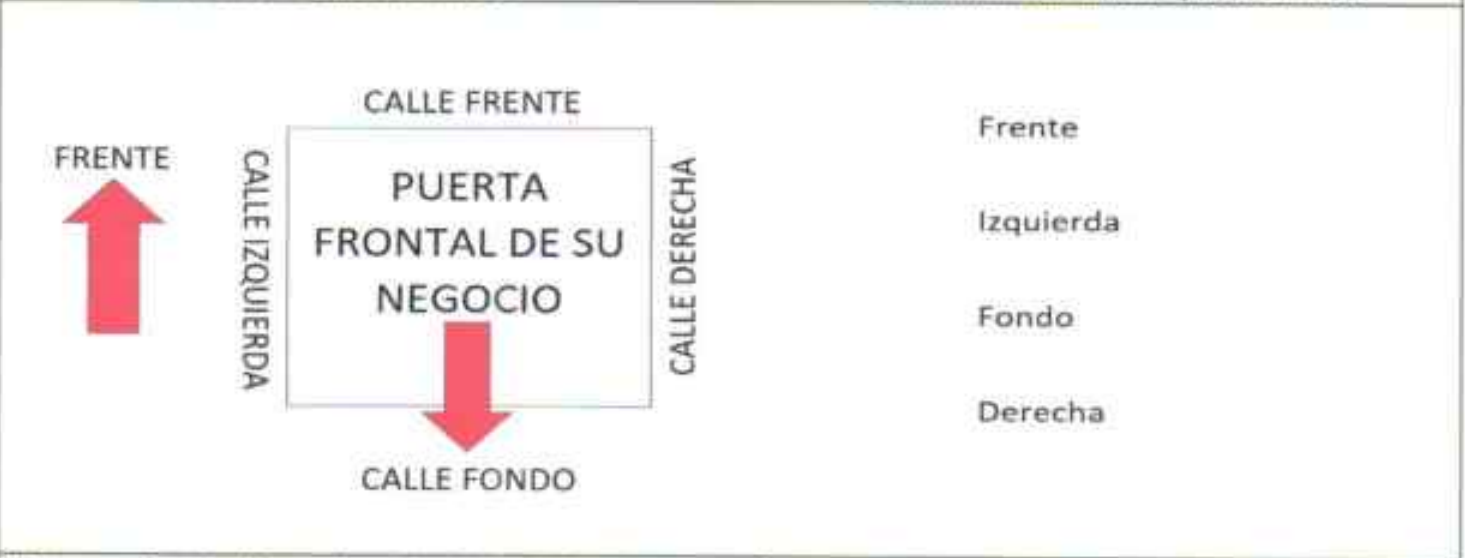 CALLE FRENTE
FRENTE
CALLE IZQUIERDA
PUERTA
FRONTAL DE SU
NEGOCIO
CALLE DERECHA
CALLE FONDO
Frente
Izquierda
Fondo
Derecha